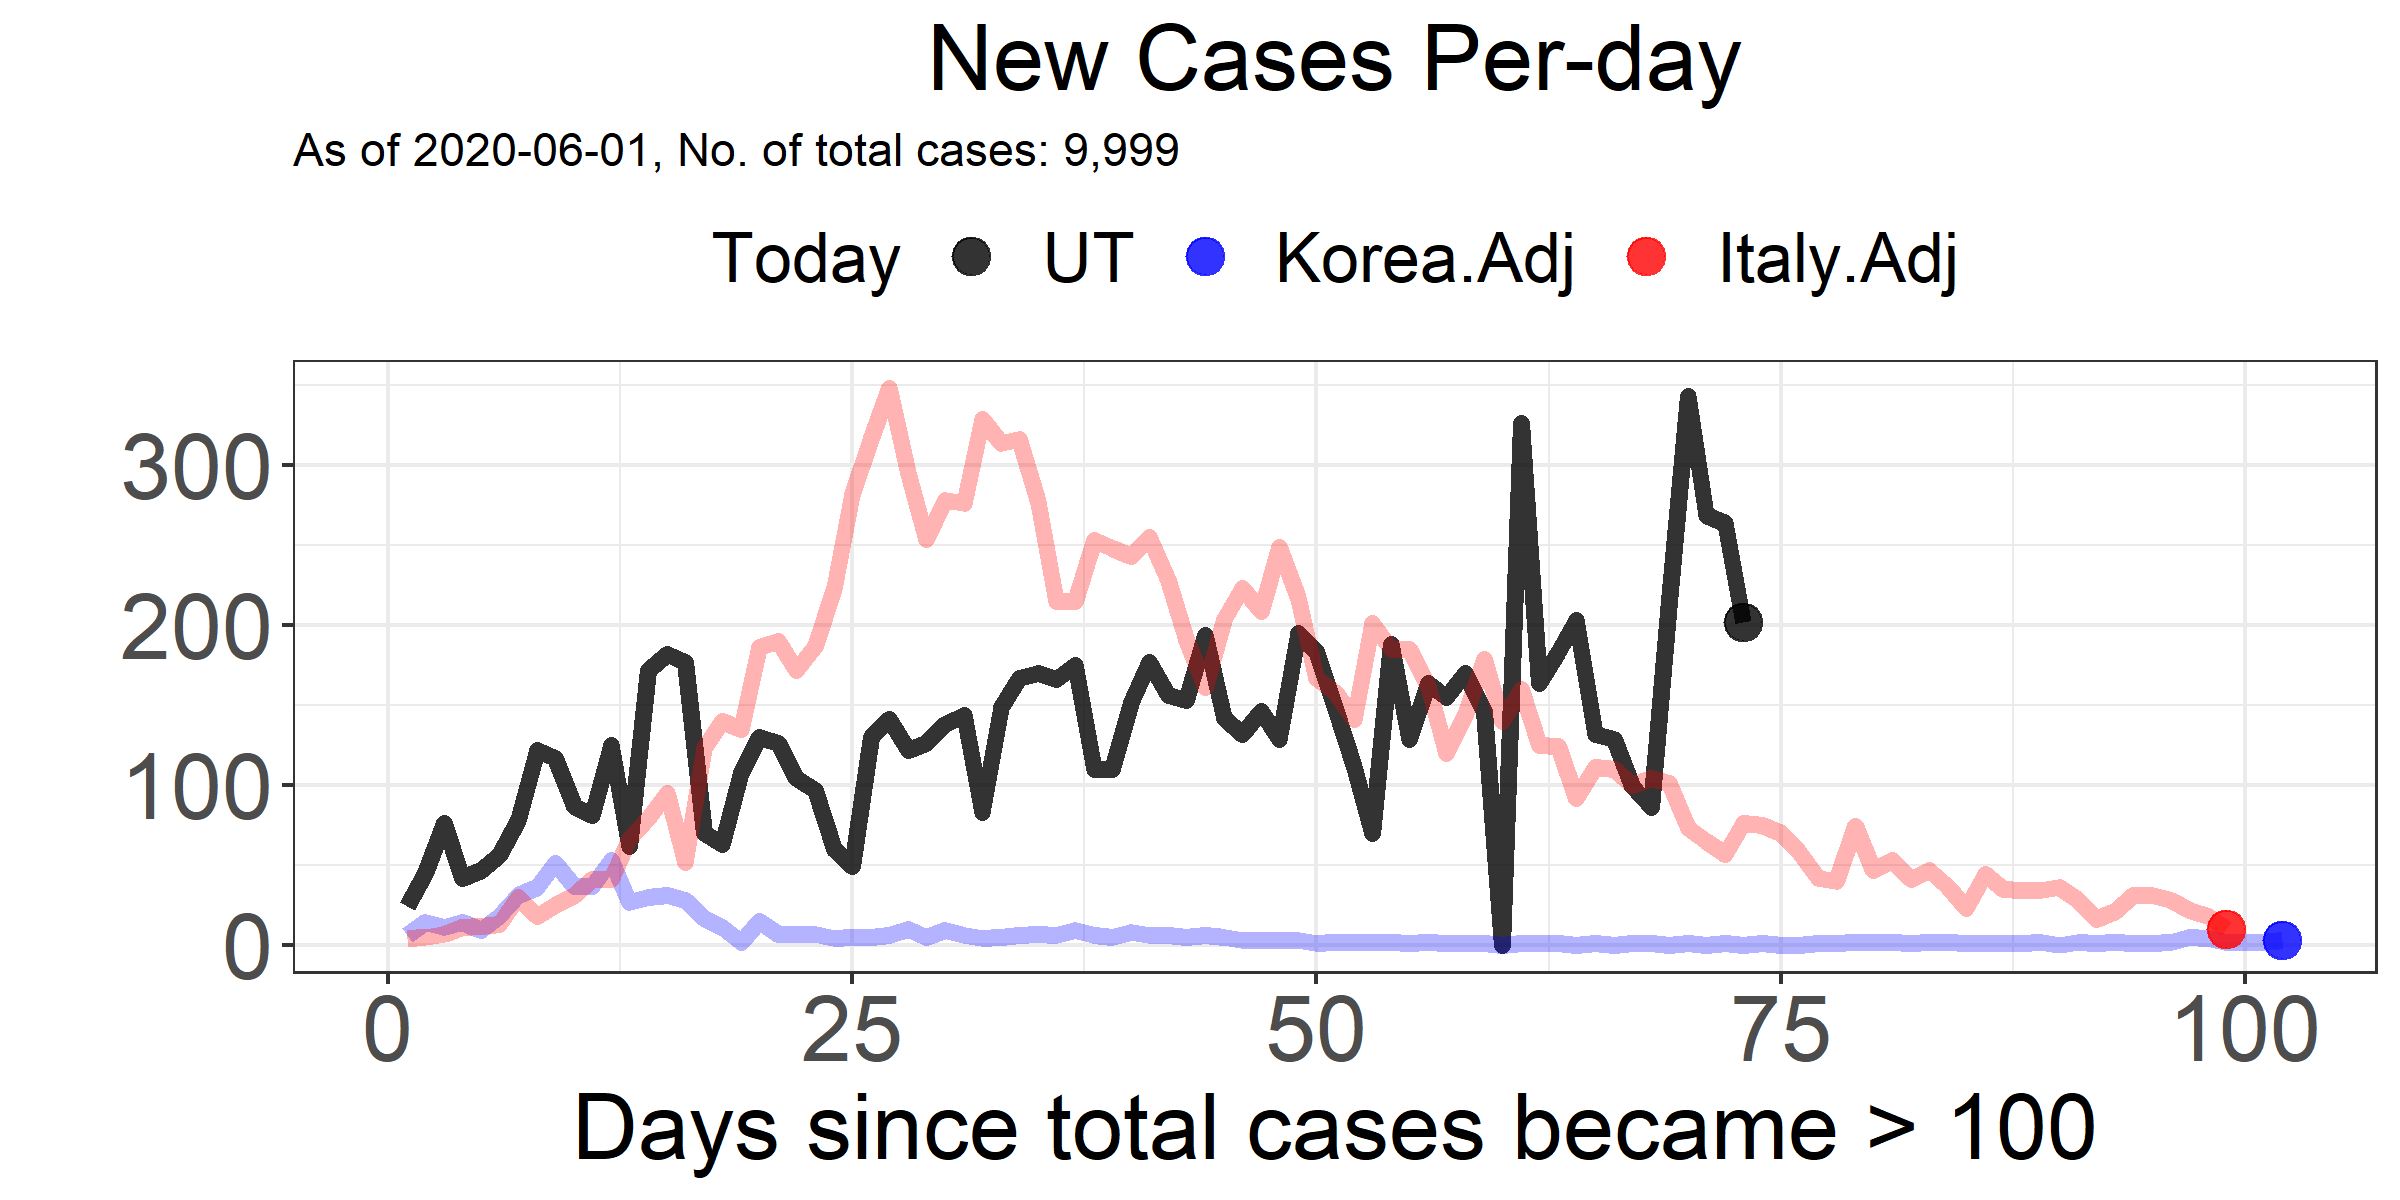 New Cases Per-day
As of 2020-06-01, No. of total cases: 9,999
Today UT Korea.Adj Italy.Adj
300
200
100
0
0 25 50 75 100
Days since total cases became > 100